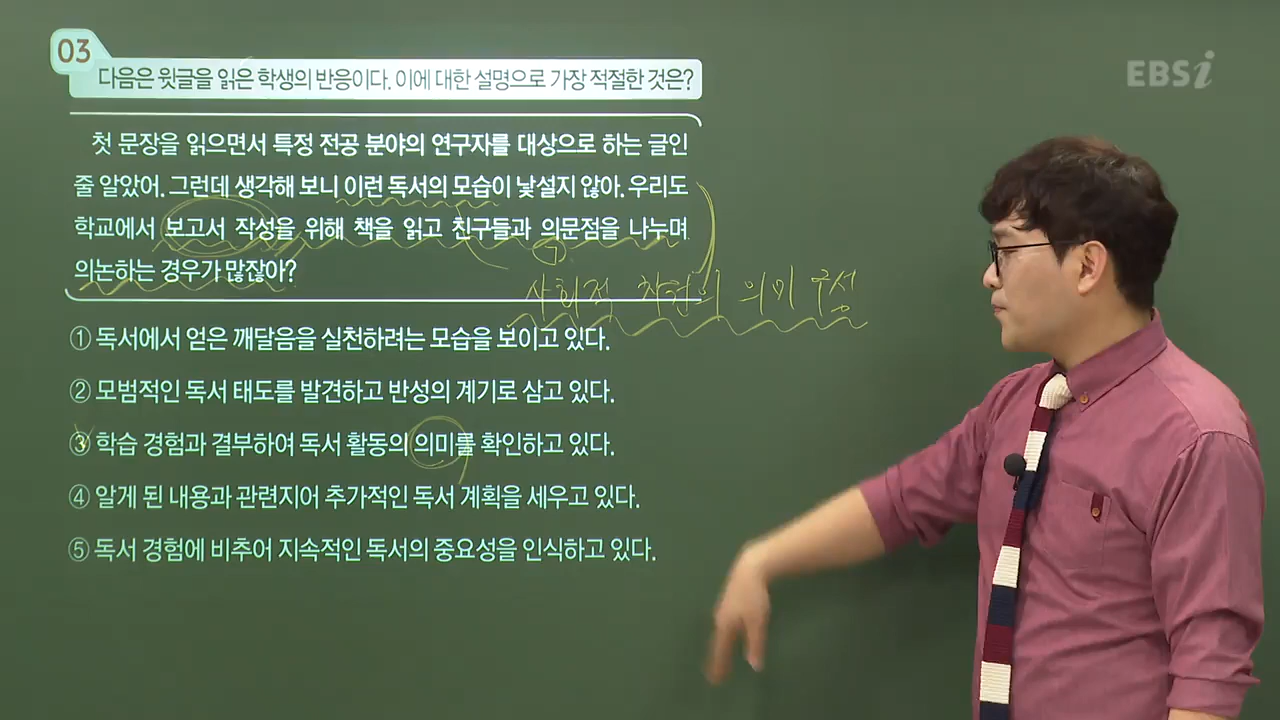 03
다음은 윗글을 읽은 학생의 반응이다. 이에 대한 설명으로 가장 적절한 것은?
EBSi
첫 문장을 읽으면서 특정 전공 분야의 연구자를 대상으로 하는 글인
줄 알았어. 그런데 생각해 보니 이런 독서의 모습이 낯설지 않아. 우리도
학교에서 보고서 작성을 위해 책을 읽고 친구들과 의문점을 나누며
의논하는 경우가 많잖아?
사회적 차원의 의미 구성
① 독서에서 얻은 깨달음을 실천하려는 모습을 보이고 있다.
② 모범적인 독서 태도를 발견하고 반성의 계기로 삼고 있다.
③ 학습 경험과 결부하여 독서 활동의 의미를 확인하고 있다.
④ 알게 된 내용과 관련지어 추가적인 독서 계획을 세우고 있다.
⑤ 독서 경험에 비추어 지속적인 독서의 중요성을 인식하고 있다.